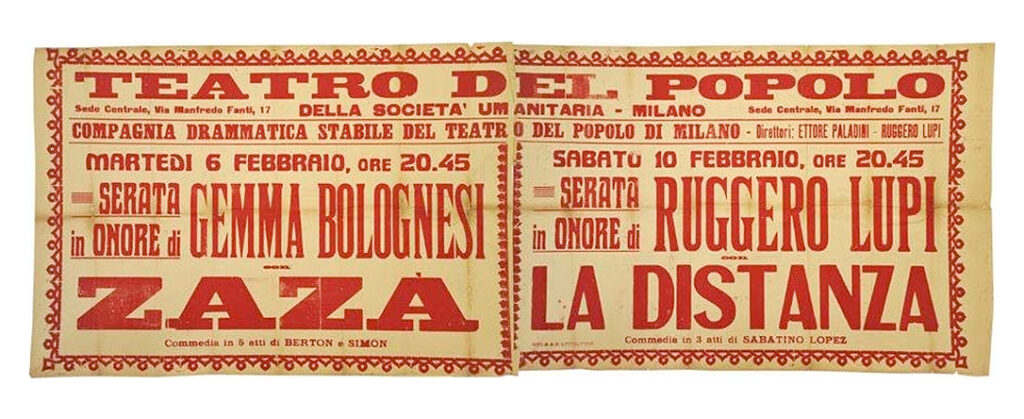 TEATRO DEL POPOLO
Sede Centrale, Via Manfredo Fanti, 17 DELLA SOCIETA' UMANITARIA - MILANO Sede Centrale, Via Manfredo Fanti, 17
COMPAGNIA DRAMMATICA STABILE DEL TEATRO DEL POPOLO DI MILANO - Direttori: ETTORE PALADINI - RUGGERO LUPI
MARTEDI 6 FEBBRAIO, ORE 20.45
SERATA
in ONORE di GEMMA BOLOGNESI
con
ZAZÀ
Commedia in 5 atti di BERTON e SIMON
SABATO 10 FEBBRAIO, ORE 20.45
SERATA
in ONORE di RUGGERO LUPI
con
LA DISTANZA
Commedia in 3 atti di SABATINO LOPEZ